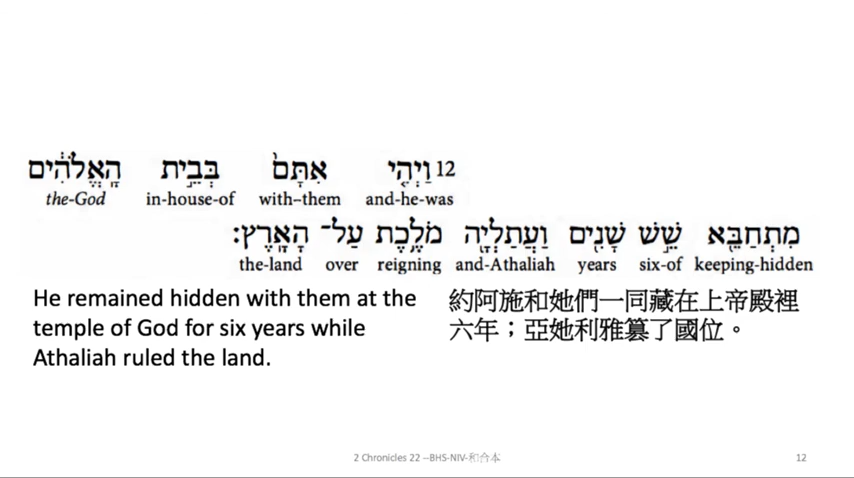 12 וַיְהִ֤י אִתָּם֙ בְּבֵ֣ית הָאֱלֹהִ֔ים
and-he-was with-them in-house-of the-God
מִתְחַבֵּ֖א שֵׁ֣שׁ שָׁנִ֑ים וַעֲתַלְיָ֖ה מֹלֶ֥כֶת עַל־ הָאָֽרֶץ׃
keeping-hidden six-of years and-Athaliah reigning over the-land
He remained hidden with them at the
temple of God for six years while
Athaliah ruled the land.
約阿施和她們一同藏在上帝殿裡
六年；亞她利雅篡了國位。
2 Chronicles 22 --BHS-NIV-和合本
12